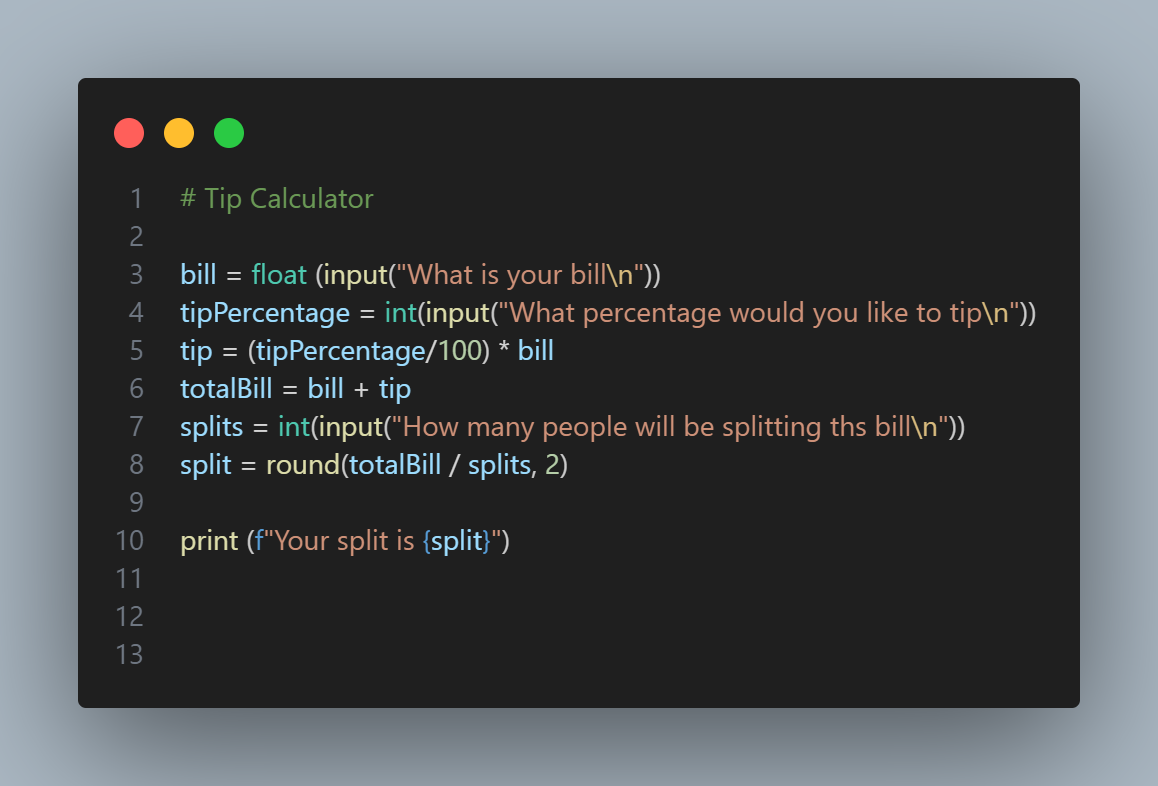 1 # Tip Calculator
2
3 bill = float (input("What is your bill\n"))
4 tipPercentage = int(input("What percentage would you like to tip\n"))
5 tip = (tipPercentage/100) * bill
6 totalBill = bill + tip
7 splits = int(input("How many people will be splitting ths bill\n"))
8 split = round(totalBill / splits, 2)
9
10 print (f"Your split is {split}")
11
12
13